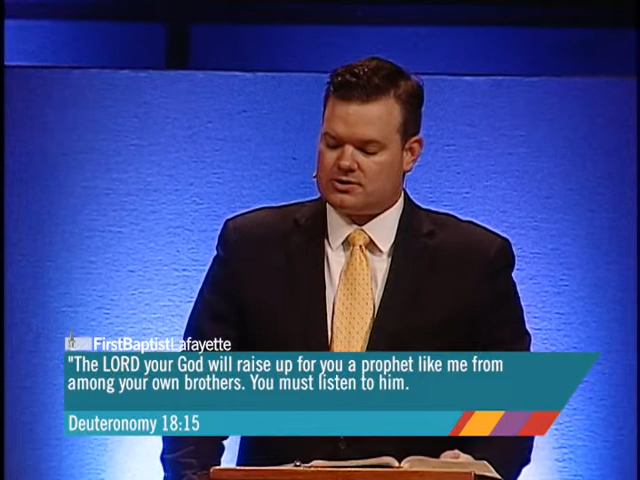 FirstBaptistLafayette
"The LORD your God will raise up for you a prophet like me from
among your own brothers. You must listen to him.
Deuteronomy 18:15